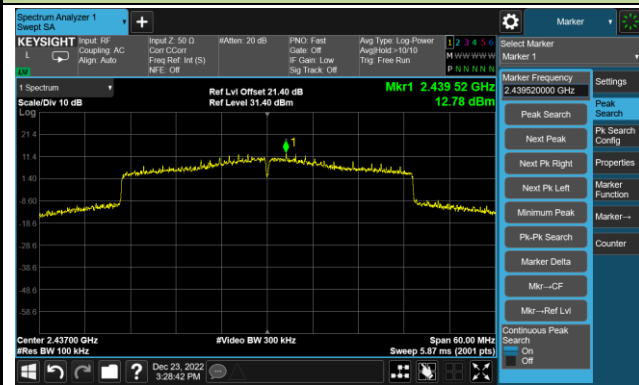 Spectrum Analyzer 1
Swept SA
+
Marker
KEYSIGHT
L
Input: RF
Coupling: AC
Align: Auto
Input Z: 50 Ω
Corr CCorr
Freq Ref: Int (S)
NFE: Off
#Atten: 20 dB
PNO: Fast
Gate: Off
IF Gain: Low
Sig Track: Off
Avg Type: Log-Power
Avg|Hold:>10/10
Trig: Free Run
1 2 3 4 5 6
M W W W W W
P N N N N N
Select Marker
Marker 1
1 Spectrum
Scale/Div 10 dB
Log
Ref Lvl Offset 21.40 dB
Ref Level 31.40 dBm
Mkr1 2.439 52 GHz
12.78 dBm
21.4
11.4
1.40
-8.60
-18.6
-28.6
-38.6
-48.6
-58.6
1
Center 2.43700 GHz
#Res BW 100 kHz
#Video BW 300 kHz
Span 60.00 MHz
Sweep 5.87 ms (2001 pts)
Marker Frequency
2.439520000 GHz
Peak Search
Next Peak
Next Pk Right
Next Pk Left
Minimum Peak
Pk-Pk Search
Marker Delta
Mkr→CF
Mkr→Ref Lvl
Continuous Peak
Search
On
Off
Settings
Peak
Search
Pk Search
Config
Properties
Marker
Function
Marker→
Counter
?
Dec 23, 2022
3:28:42 PM